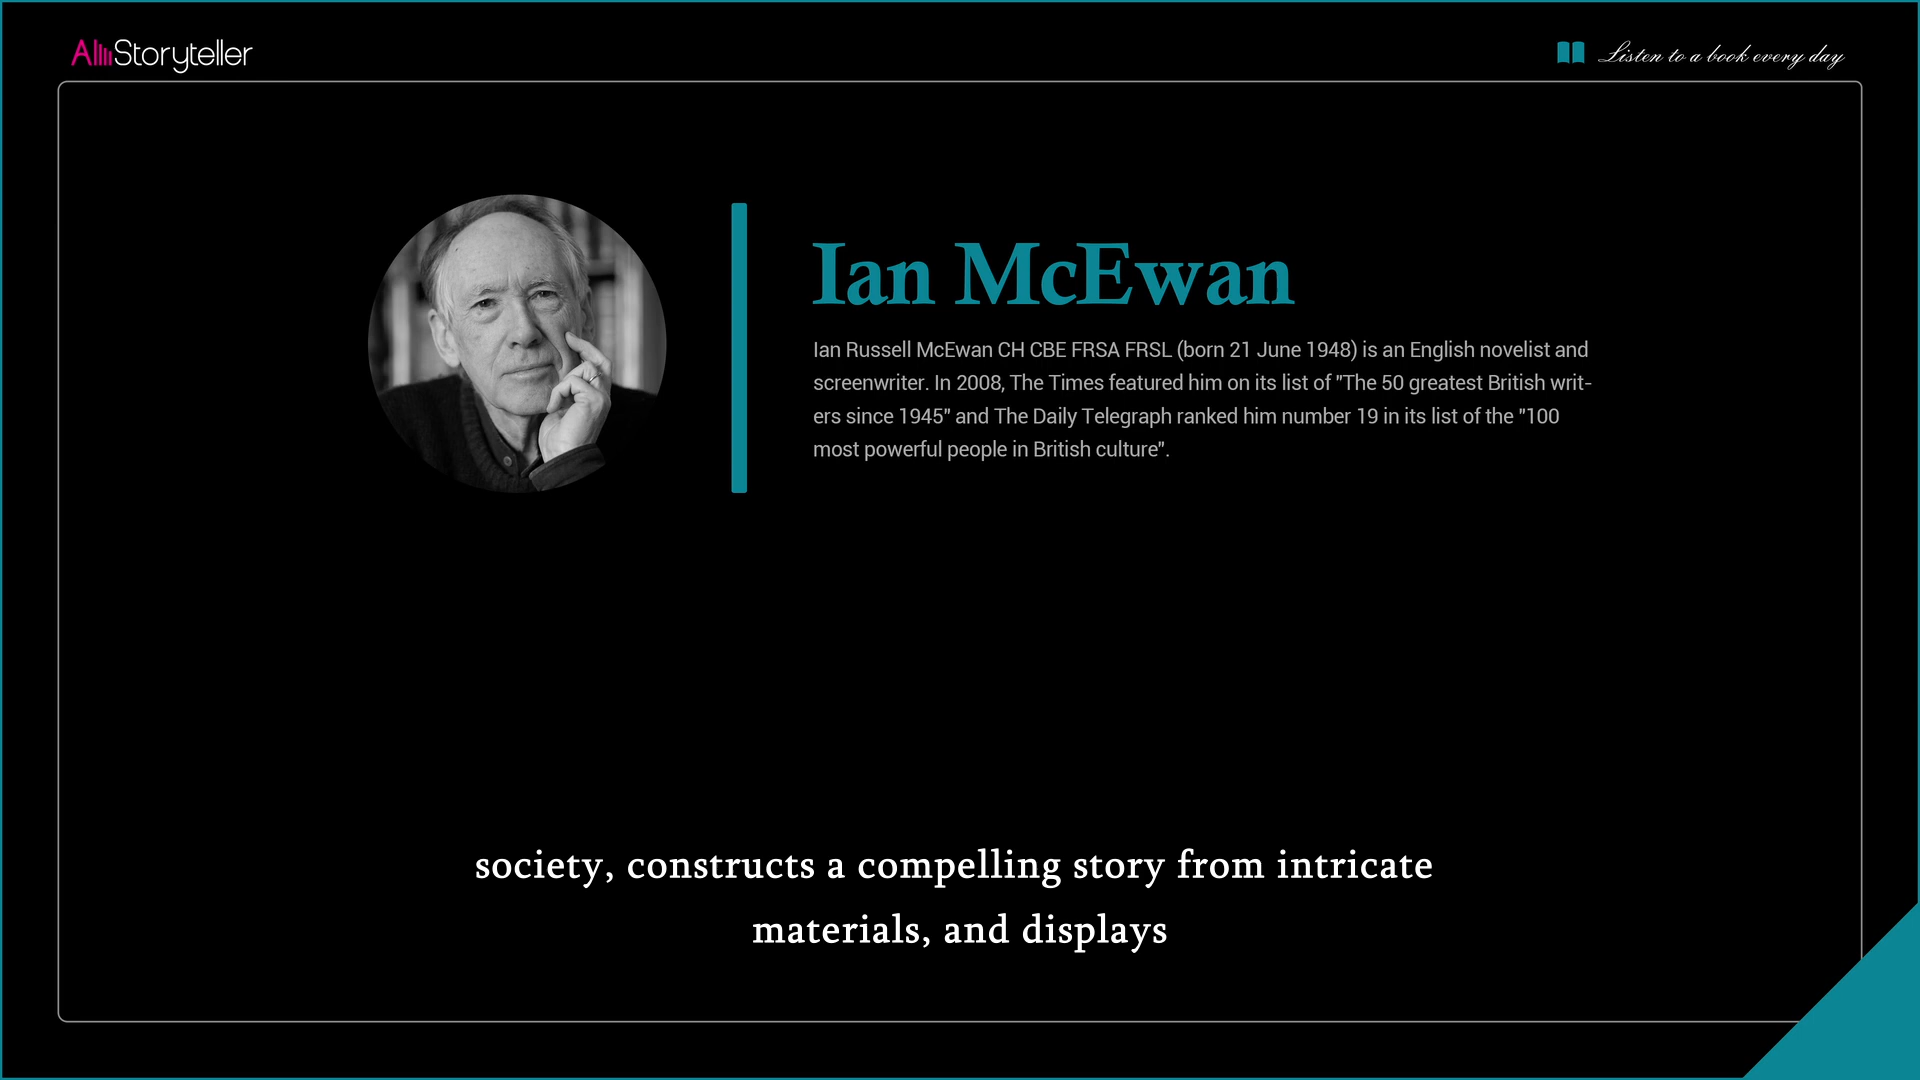 AllStoryteller
Listen to a book every day
Ian McEwan
Ian Russell McEwan CH CBE FRSA FRSL (born 21 June 1948) is an English novelist and
screenwriter. In 2008, The Times featured him on its list of "The 50 greatest British writ-
ers since 1945" and The Daily Telegraph ranked him number 19 in its list of the "100
most powerful people in British culture".
society, constructs a compelling story from intricate
materials, and displays